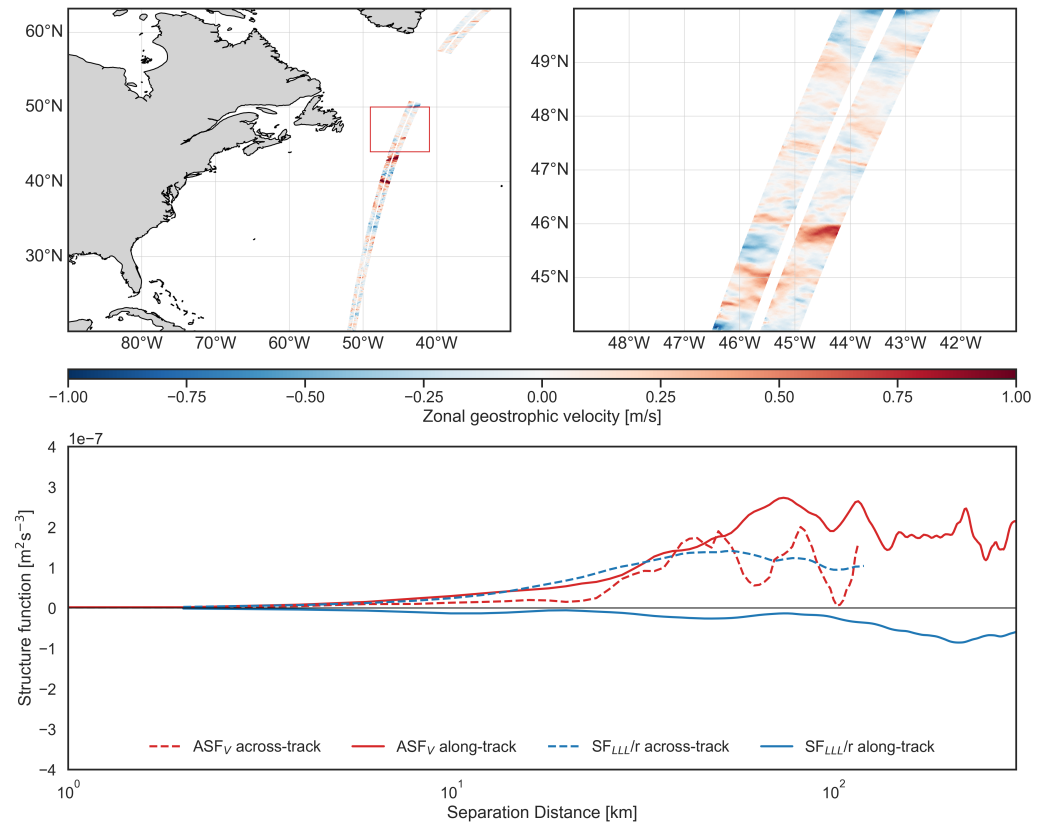 60°N
50°N
40°N
30°N
80°W 70°W 60°W 50°W 40°W
49°N
48°N
47°N
46°N
45°N
48°W 47°W 46°W 45°W 44°W 43°W 42°W
−1.00 −0.75 −0.50 −0.25 0.00 0.25 0.50 0.75 1.00
Zonal geostrophic velocity [m/s]
1e−7
4
3
2
1
0
−1
−2
−3
−4
Structure function [m²s⁻³]
ASF_V across-track ASF_V along-track SF_LLL/r across-track SF_LLL/r along-track
10⁰ 10¹ 10²
Separation Distance [km]